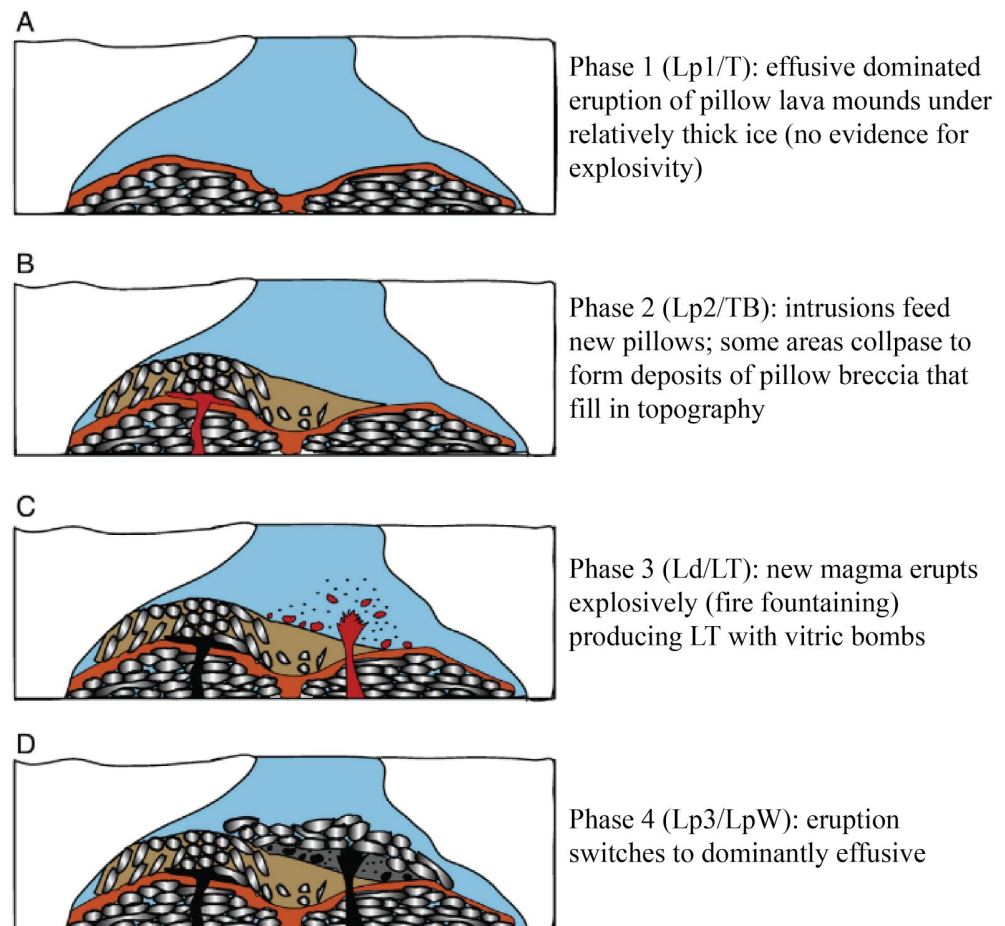 A
Phase 1 (Lp1/T): effusive dominated
eruption of pillow lava mounds under
relatively thick ice (no evidence for
explosivity)
B
Phase 2 (Lp2/TB): intrusions feed
new pillows; some areas collpase to
form deposits of pillow breccia that
fill in topography
C
Phase 3 (Ld/LT): new magma erupts
explosively (fire fountaining)
producing LT with vitric bombs
D
Phase 4 (Lp3/LpW): eruption
switches to dominantly effusive